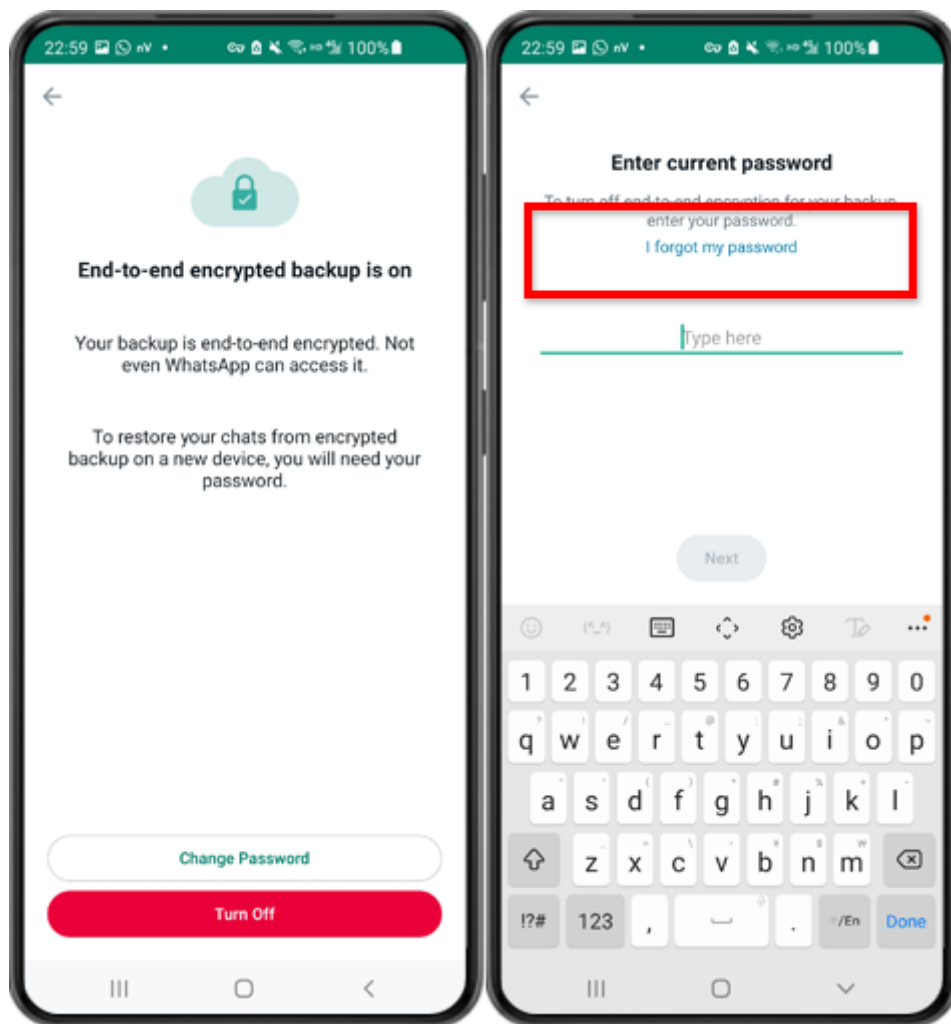 22:59 nV • 100%
End-to-end encrypted backup is on
Your backup is end-to-end encrypted. Not
even WhatsApp can access it.
To restore your chats from encrypted
backup on a new device, you will need your
password.
Change Password
Turn Off
22:59 nV • 100%
Enter current password
To turn off end-to-end encryption for your backup
enter your password.
I forgot my password
Type here
Next
(^_^)
1 2 3 4 5 6 7 8 9 0
q w e r t y u i o p
a s d f g h j k l
z x c v b n m
!?# 123 , . /En Done